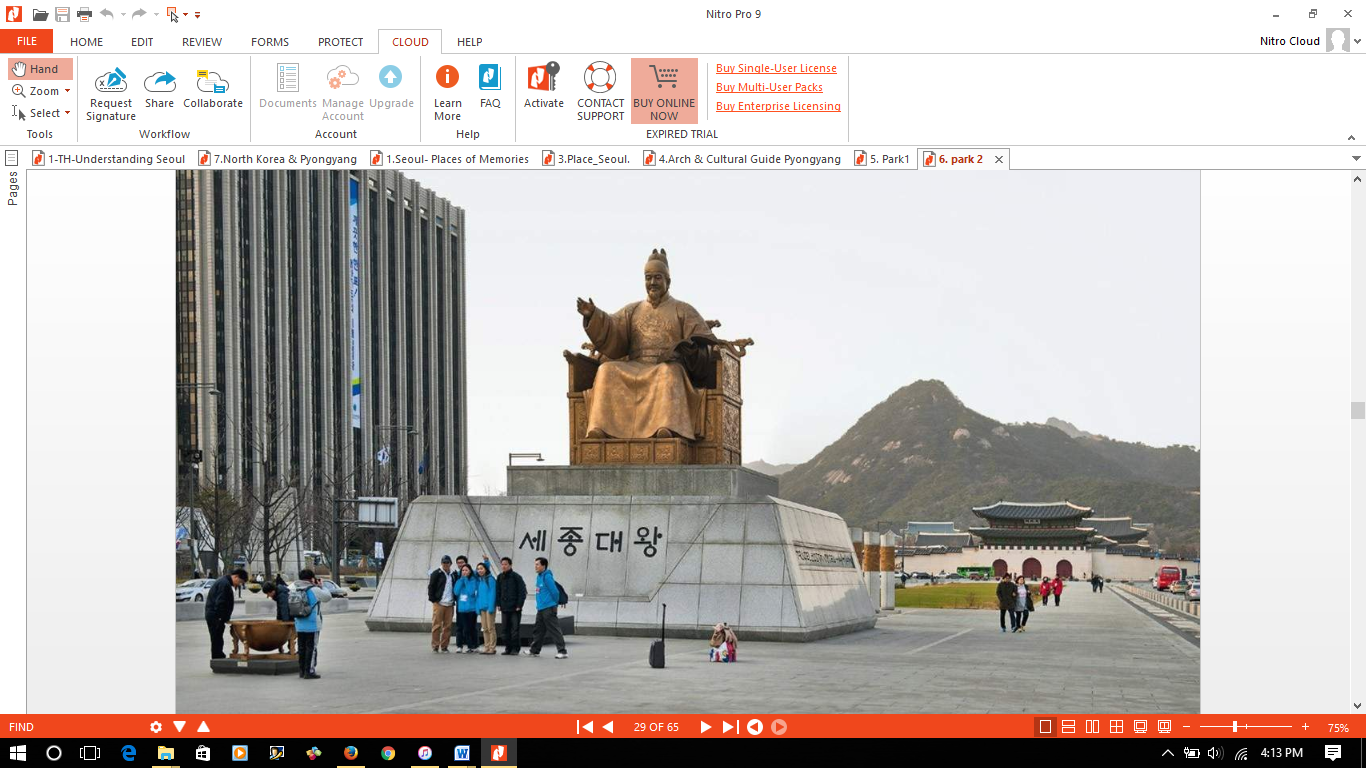 Nitro Pro 9
FILE HOME EDIT REVIEW FORMS PROTECT CLOUD HELP Nitro Cloud
Hand
Zoom
Select
Tools
Request Signature
Share
Collaborate
Workflow
Documents
Manage Account
Upgrade
Account
Learn More
FAQ
Help
Activate
CONTACT SUPPORT
BUY ONLINE NOW
Buy Single-User License
Buy Multi-User Packs
Buy Enterprise Licensing
EXPIRED TRIAL
1-TH-Understanding Seoul 7.North Korea & Pyongyang 1.Seoul- Places of Memories 3.Place_Seoul. 4.Arch & Cultural Guide Pyongyang 5. Park1 6. park 2
Pages
세종대왕
FIND 29 OF 65 75%
4:13 PM